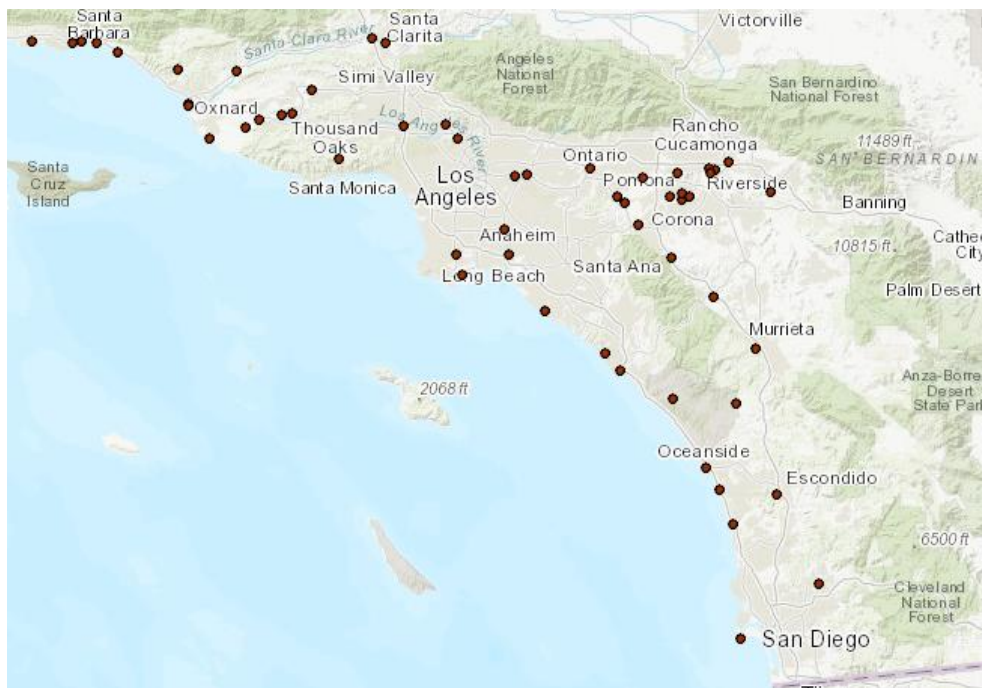 Santa
Barbara
Santa
Clarita
Victorville
Santa Clara River
Simi Valley
Angeles
National
Forest
San Bernardino
National Forest
Oxnard
Los Angeles River
Thousand
Oaks
Rancho
Cucamonga
11489 ft
SAN BERNARDIN
Ontario
Santa
Cruz
Island
Santa Monica
Los
Angeles
Pomona
Riverside
Banning
Corona
Anaheim
10815 ft
Cathe
City
Long Beach
Santa Ana
Palm Desert
Murrieta
2068 ft
Anza-Borre
Desert
State Park
Oceanside
Escondido
6500 ft
Cleveland
National
Forest
San Diego